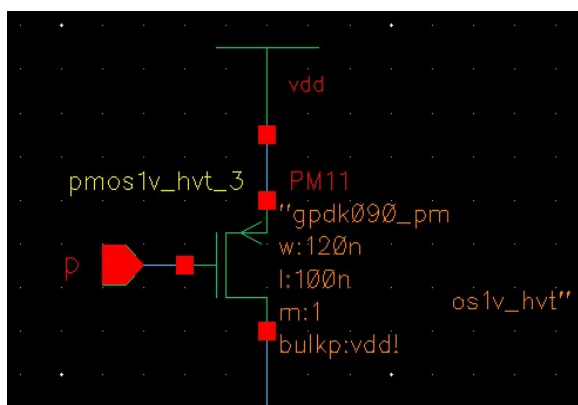 vdd
pmos1v_hvt_3 PM11
"gpdk090_pm
p w:120n
l:100n
os1v_hvt"
m:1
bulkp:vdd!